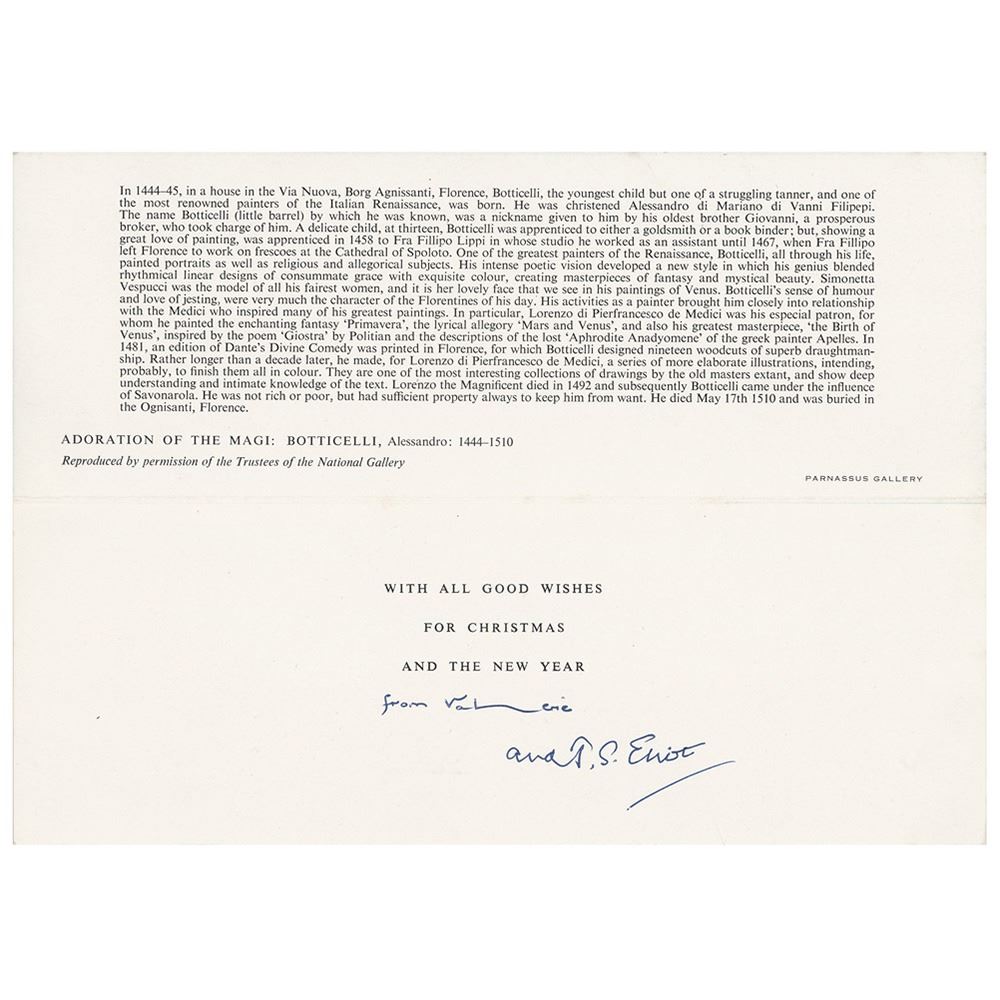 In 1444–45, in a house in the Via Nuova, Borg Agnissanti, Florence, Botticelli, the youngest child but one of a struggling tanner, and one of
the most renowned painters of the Italian Renaissance, was born. He was christened Alessandro di Mariano di Vanni Filipepi.
The name Botticelli (little barrel) by which he was known, was a nickname given to him by his oldest brother Giovanni, a prosperous
broker, who took charge of him. A delicate child, at thirteen, Botticelli was apprenticed to either a goldsmith or a book binder; but, showing a
great love of painting, was apprenticed in 1458 to Fra Fillipo Lippi in whose studio he worked as an assistant until 1467, when Fra Fillipo
left Florence to work on frescoes at the Cathedral of Spoloto. One of the greatest painters of the Renaissance, Botticelli, all through his life,
painted portraits as well as religious and allegorical subjects. His intense poetic vision developed a new style in which his genius blended
rhythmical linear designs of consummate grace with exquisite colour, creating masterpieces of fantasy and mystical beauty. Simonetta
Vespucci was the model of all his fairest women, and it is her lovely face that we see in his paintings of Venus. Botticelli's sense of humour
and love of jesting, were very much the character of the Florentines of his day. His activities as a painter brought him closely into relationship
with the Medici who inspired many of his greatest paintings. In particular, Lorenzo di Pierfrancesco de Medici was his especial patron, for
whom he painted the enchanting fantasy ‘Primavera’, the lyrical allegory ‘Mars and Venus’, and also his greatest masterpiece, ‘the Birth of
Venus’, inspired by the poem ‘Giostra’ by Politian and the descriptions of the lost ‘Aphrodite Anadyomene’ of the greek painter Apelles. In
1481, an edition of Dante's Divine Comedy was printed in Florence, for which Botticelli designed nineteen woodcuts of superb draughtman-
ship. Rather longer than a decade later, he made, for Lorenzo di Pierfrancesco de Medici, a series of more elaborate illustrations, intending,
probably, to finish them all in colour. They are one of the most interesting collections of drawings by the old masters extant, and show deep
understanding and intimate knowledge of the text. Lorenzo the Magnificent died in 1492 and subsequently Botticelli came under the influence
of Savonarola. He was not rich or poor, but had sufficient property always to keep him from want. He died May 17th 1510 and was buried in
the Ognisanti, Florence.
ADORATION OF THE MAGI: BOTTICELLI, Alessandro: 1444–1510
Reproduced by permission of the Trustees of the National Gallery
PARNASSUS GALLERY
WITH ALL GOOD WISHES
FOR CHRISTMAS
AND THE NEW YEAR
from Valerie
and T. S. Eliot